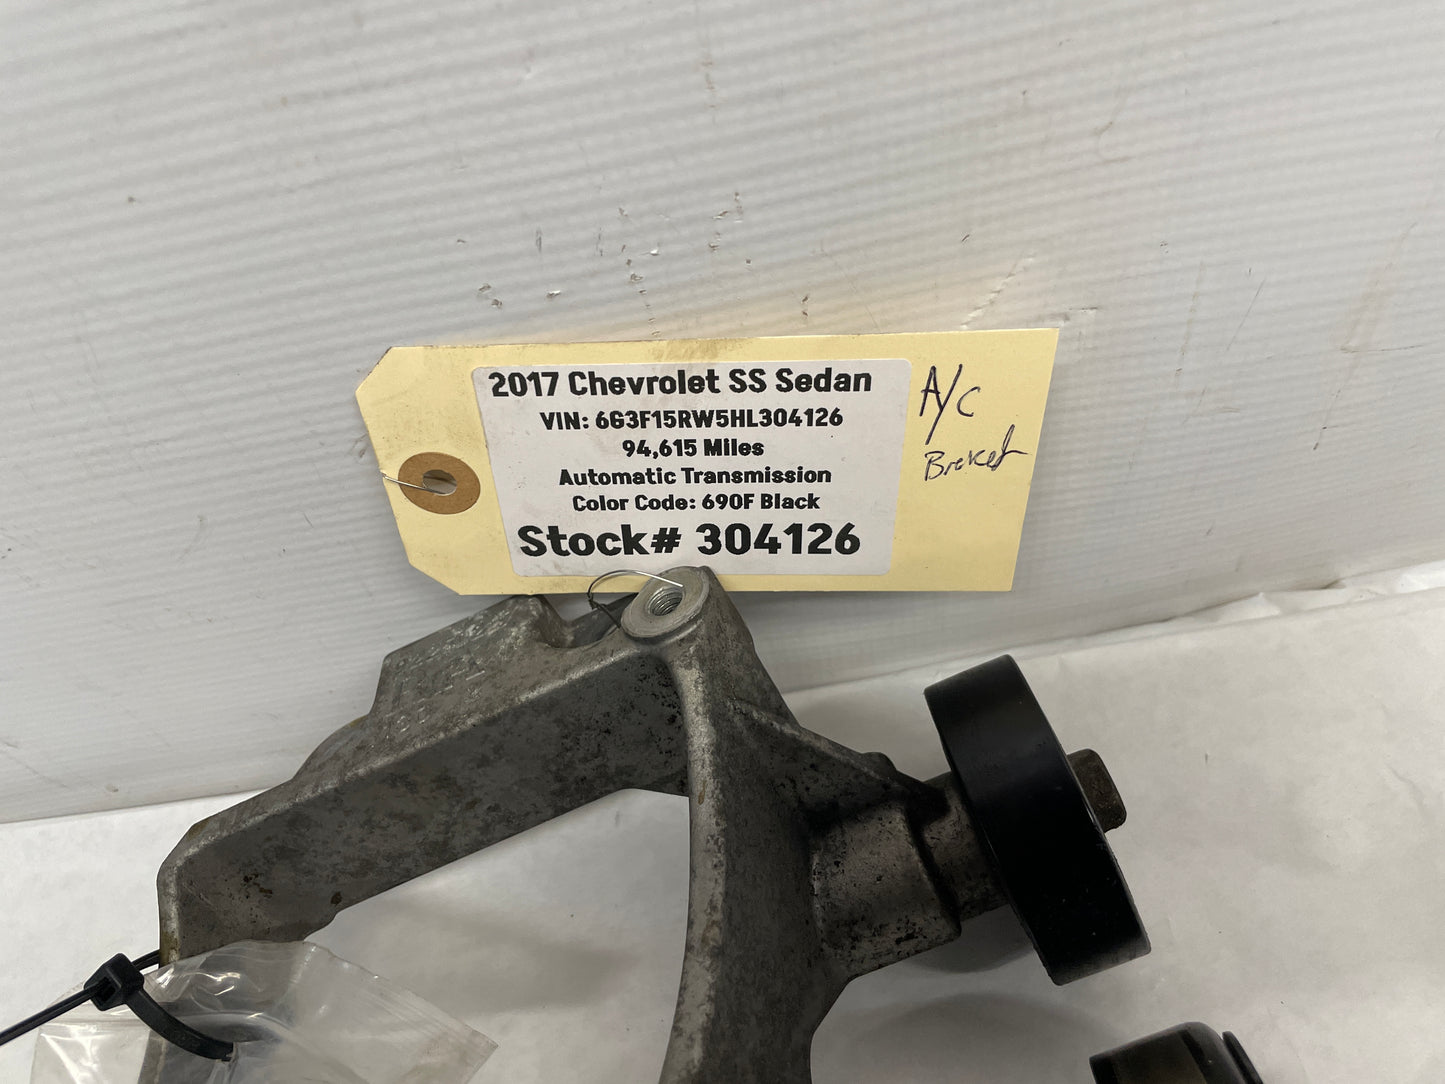 2017 Chevrolet SS Sedan
VIN: 6G3F15RW5HL304126
94,615 Miles
Automatic Transmission
Color Code: 690F Black
Stock# 304126
A/C
Bracket